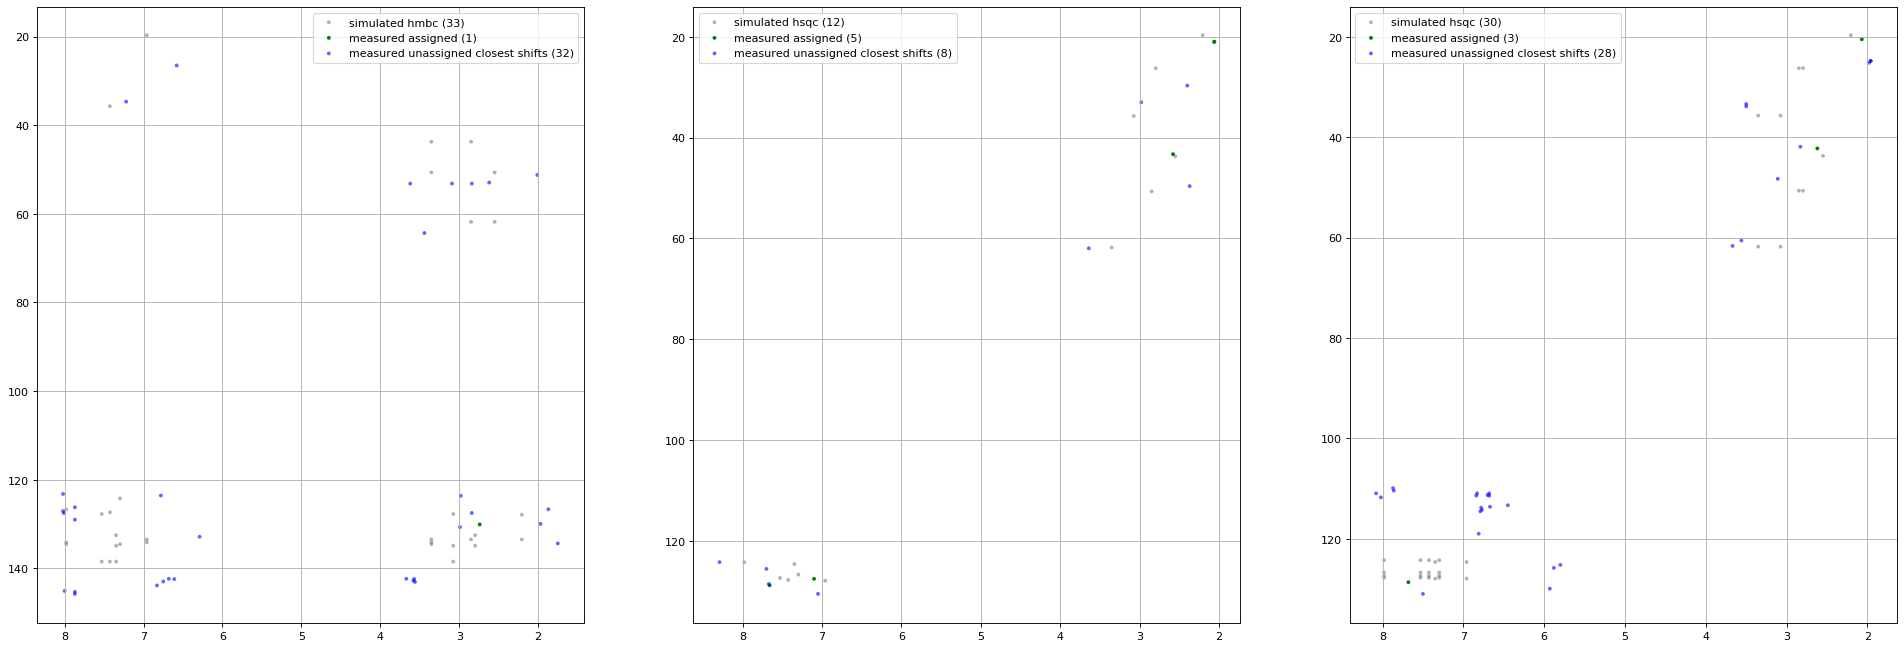 simulated hmbc (33)
measured assigned (1)
measured unassigned closest shifts (32)
20
40
60
80
100
120
140
8 7 6 5 4 3 2
simulated hsqc (12)
measured assigned (5)
measured unassigned closest shifts (8)
20
40
60
80
100
120
8 7 6 5 4 3 2
simulated hsqc (30)
measured assigned (3)
measured unassigned closest shifts (28)
20
40
60
80
100
120
8 7 6 5 4 3 2